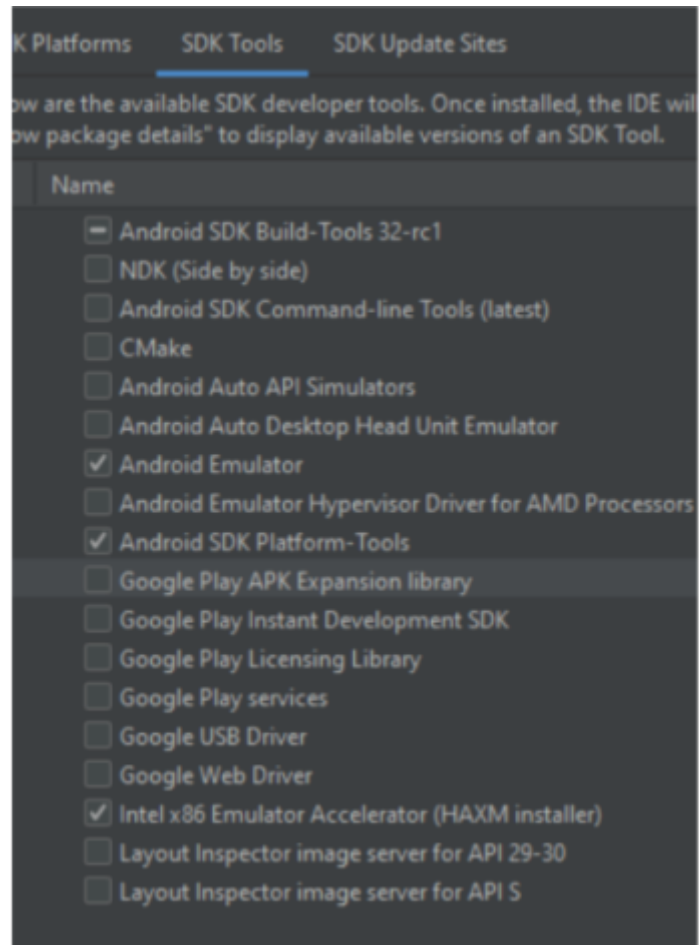 K Platforms SDK Tools SDK Update Sites
ow are the available SDK developer tools. Once installed, the IDE wil
ow package details" to display available versions of an SDK Tool.
Name
Android SDK Build-Tools 32-rc1
NDK (Side by side)
Android SDK Command-line Tools (latest)
CMake
Android Auto API Simulators
Android Auto Desktop Head Unit Emulator
Android Emulator
Android Emulator Hypervisor Driver for AMD Processors
Android SDK Platform-Tools
Google Play APK Expansion library
Google Play Instant Development SDK
Google Play Licensing Library
Google Play services
Google USB Driver
Google Web Driver
Intel x86 Emulator Accelerator (HAXM installer)
Layout Inspector image server for API 29-30
Layout Inspector image server for API S